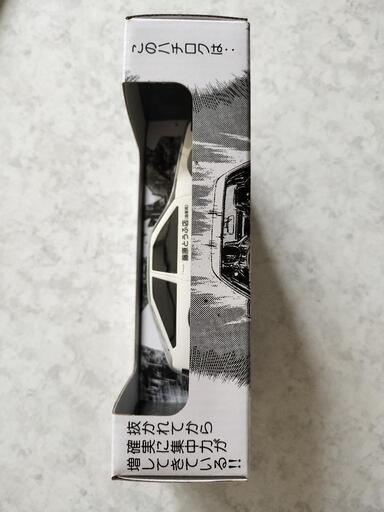 このハチロクは‥
藤原とうふ店(自家用)
抜かれてから
確実に集中力が
増してきている!!